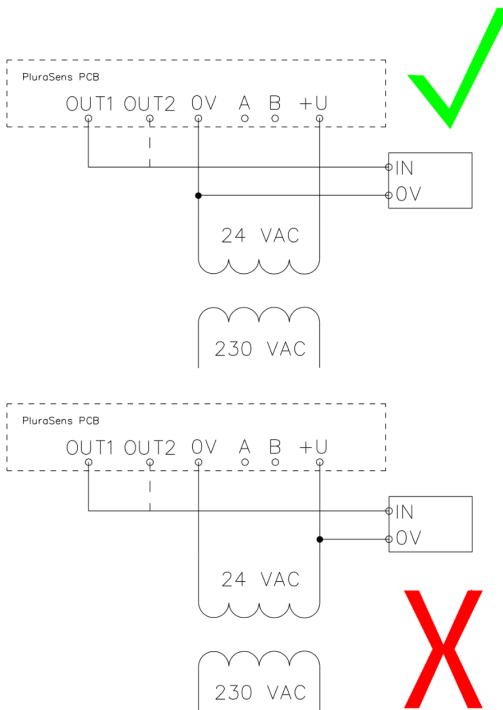 PluraSens PCB
OUT1 OUT2 0V A B +U
IN
0V
24 VAC
230 VAC
PluraSens PCB
OUT1 OUT2 0V A B +U
IN
0V
24 VAC
230 VAC